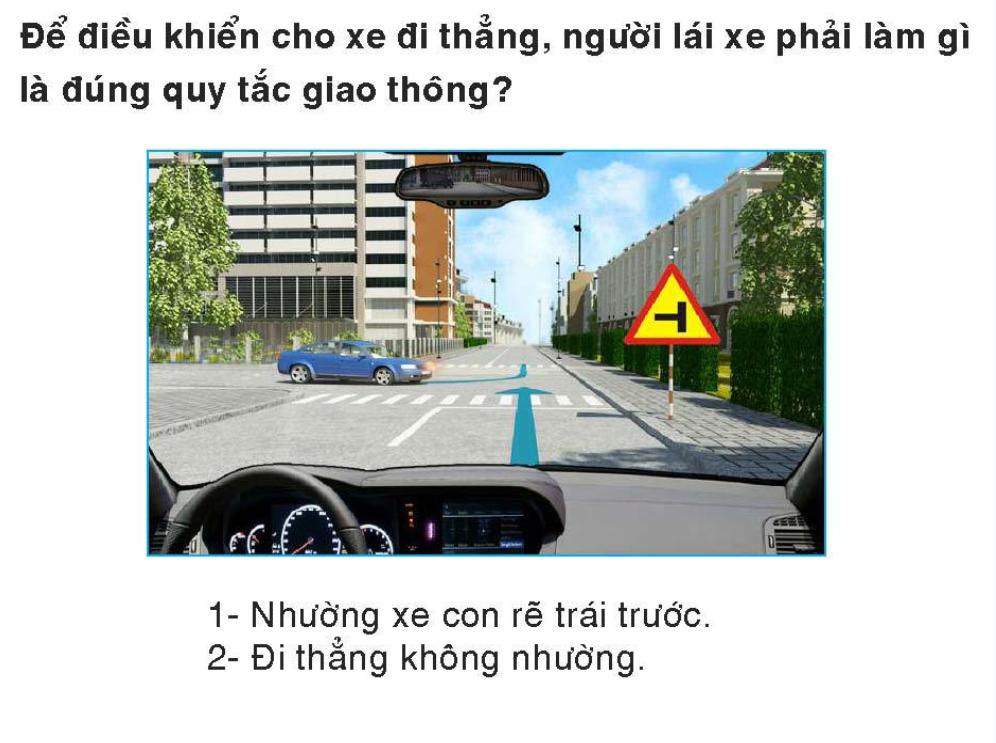 Để điều khiển cho xe đi thẳng, người lái xe phải làm gì
là đúng quy tắc giao thông?
1- Nhường xe con rẽ trái trước.
2- Đi thẳng không nhường.